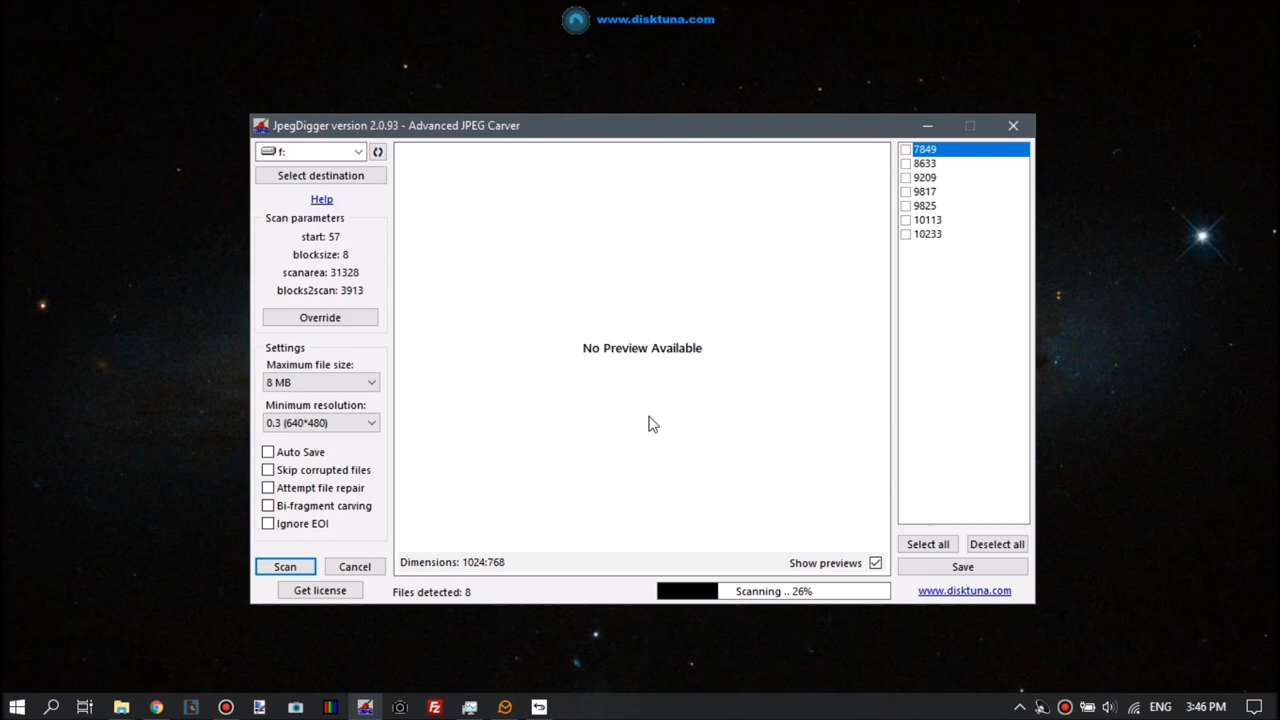 www.disktuna.com
JpegDigger version 2.0.93 - Advanced JPEG Carver
f:
Select destination
Help
Scan parameters
start: 57
blocksize: 8
scanarea: 31328
blocks2scan: 3913
Override
Settings
Maximum file size:
8 MB
Minimum resolution:
0.3 (640*480)
Auto Save
Skip corrupted files
Attempt file repair
Bi-fragment carving
Ignore EOI
Scan Cancel
Get license
No Preview Available
Dimensions: 1024:768
Show previews
Files detected: 8
Scanning .. 26%
7849
8633
9209
9817
9825
10113
10233
Select all Deselect all
Save
www.disktuna.com
ENG 3:46 PM